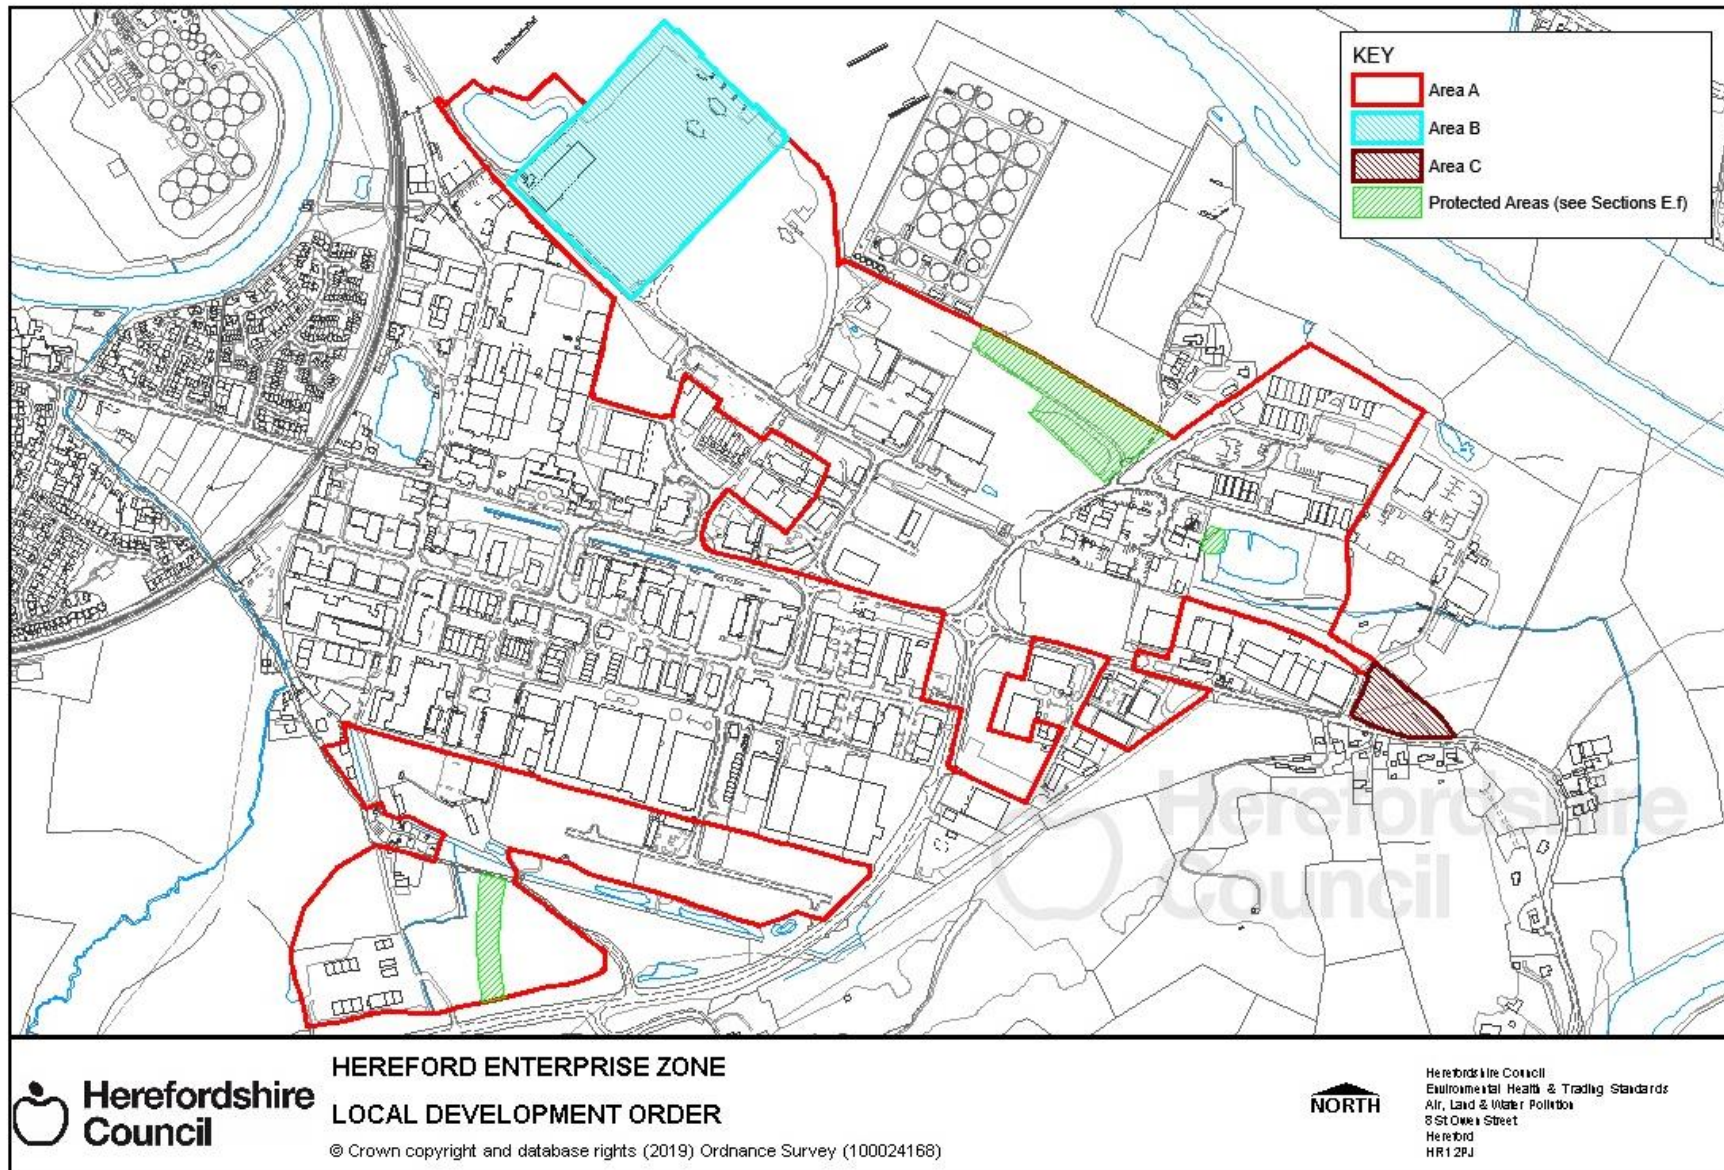 KEY
Area A
Area B
Area C
Protected Areas (see Sections E.f)
Herefordshire
Council
Herefordshire
Council
HEREFORD ENTERPRISE ZONE
LOCAL DEVELOPMENT ORDER
© Crown copyright and database rights (2019) Ordnance Survey (100024168)
NORTH
Herefordshire Council
Environmental Health & Trading Standards
Air, Land & Water Pollution
8 St Owen Street
Hereford
HR1 2PJ